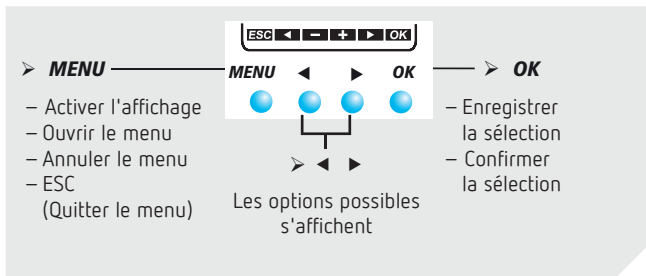 ESC ◄ − + ► OK
MENU ◄ ► OK
➢ MENU
– Activer l'affichage
– Ouvrir le menu
– Annuler le menu
– ESC
(Quitter le menu)
➢ ◄ ►
Les options possibles
s'affichent
➢ OK
– Enregistrer
la sélection
– Confirmer
la sélection